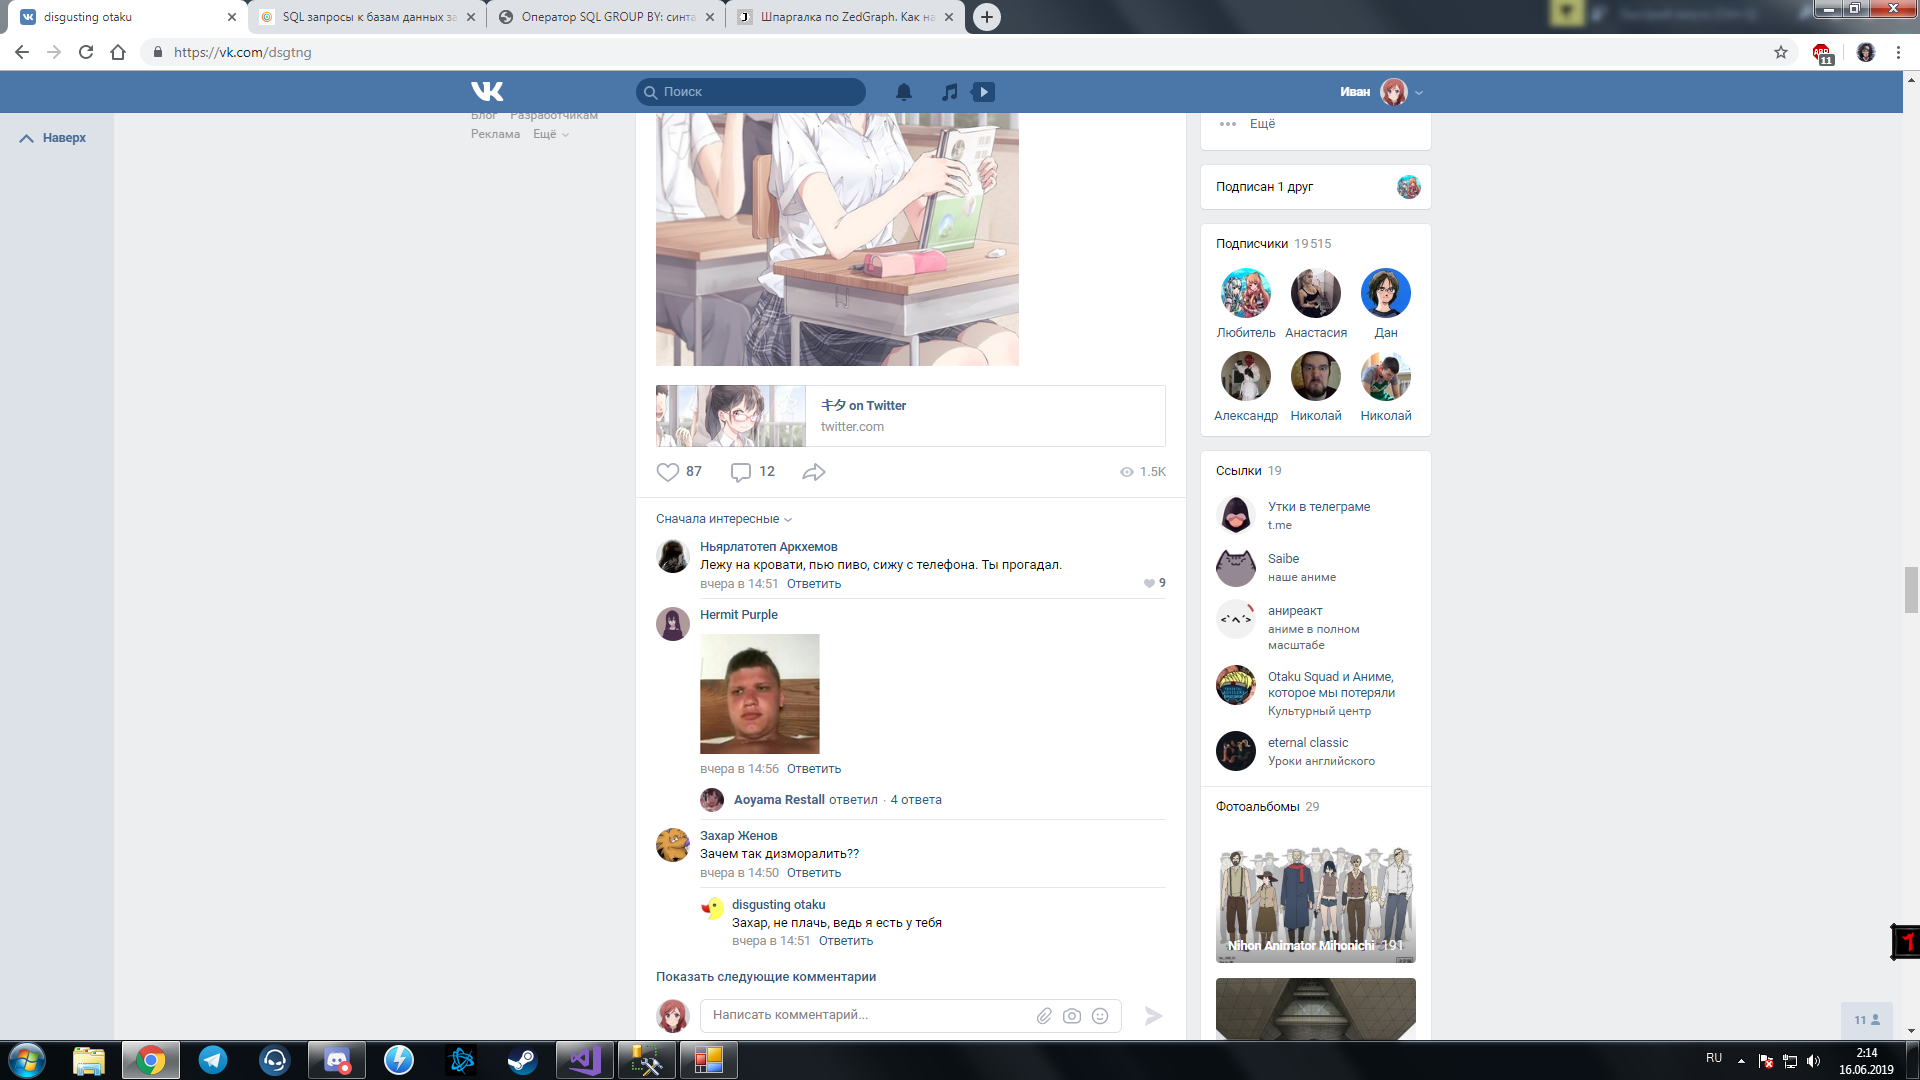 disgusting otaku
SQL запросы к базам данных за
Оператор SQL GROUP BY: синта
Шпаргалка по ZedGraph. Как на
https://vk.com/dsgtng
ABP
11
Поиск
Иван
Наверх
Блог Разработчикам
Реклама Ещё
キタ on Twitter
twitter.com
87
12
1.5K
Сначала интересные
Ньярлатотеп Аркхемов
Лежу на кровати, пью пиво, сижу с телефона. Ты прогадал.
вчера в 14:51 Ответить
9
Hermit Purple
вчера в 14:56 Ответить
Aoyama Restall ответил · 4 ответа
Захар Женов
Зачем так дизморалить??
вчера в 14:50 Ответить
disgusting otaku
Захар, не плачь, ведь я есть у тебя
вчера в 14:51 Ответить
Показать следующие комментарии
Написать комментарий...
Ещё
Подписан 1 друг
Подписчики 19 515
Любитель Анастасия Дан
Александр Николай Николай
Ссылки 19
Утки в телеграме
t.me
Saibe
наше аниме
<`^´>
аниреакт
аниме в полном
масштабе
Otaku Squad и Аниме,
которое мы потеряли
Культурный центр
eternal classic
Уроки английского
Фотоальбомы 29
Nihon Animator Mihonichi 191
1
11
RU
2:14
16.06.2019